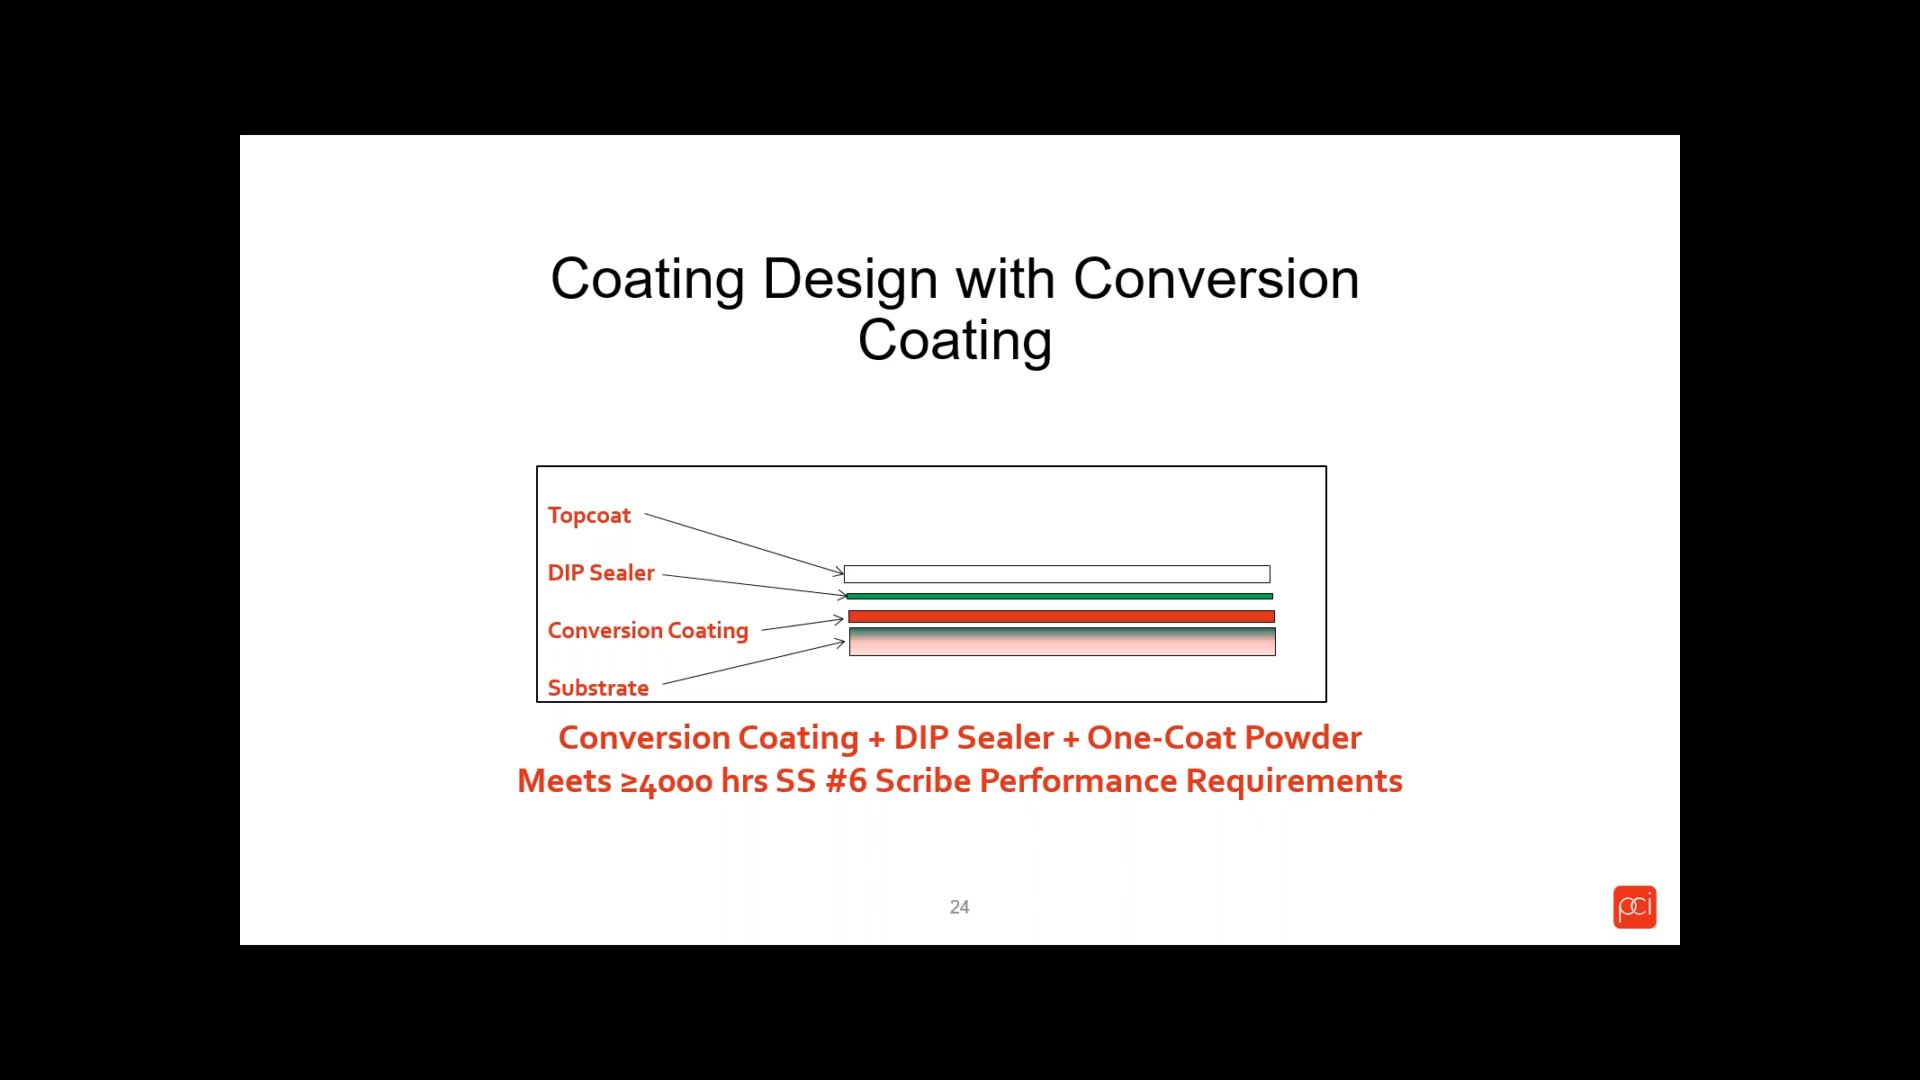 Coating Design with Conversion
Coating
Topcoat
DIP Sealer
Conversion Coating
Substrate
Conversion Coating + DIP Sealer + One-Coat Powder
Meets ≥4000 hrs SS #6 Scribe Performance Requirements
24
pci